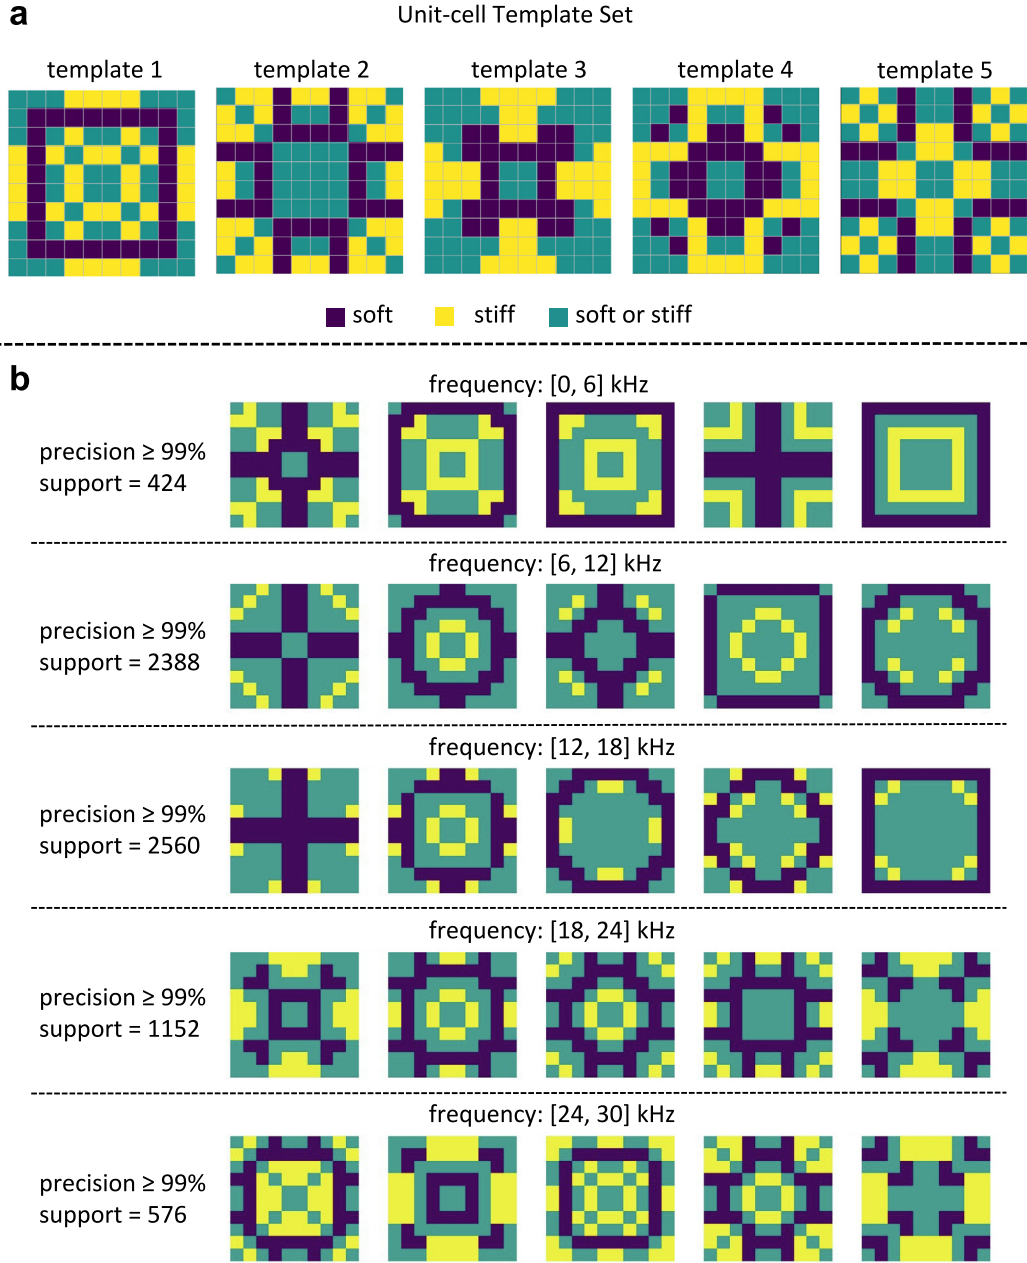 a
Unit-cell Template Set
template 1 template 2 template 3 template 4 template 5
soft stiff soft or stiff
b
frequency: [0, 6] kHz
precision ≥ 99%
support = 424
frequency: [6, 12] kHz
precision ≥ 99%
support = 2388
frequency: [12, 18] kHz
precision ≥ 99%
support = 2560
frequency: [18, 24] kHz
precision ≥ 99%
support = 1152
frequency: [24, 30] kHz
precision ≥ 99%
support = 576